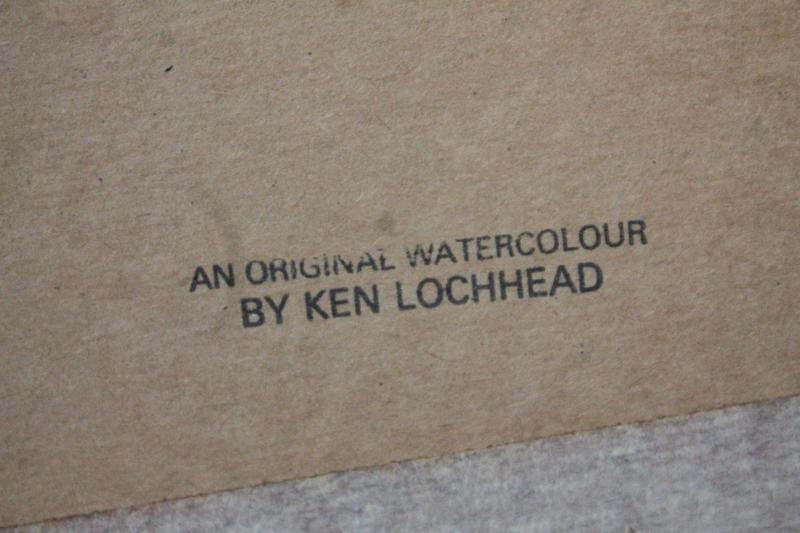 AN ORIGINAL WATERCOLOUR
BY KEN LOCHHEAD